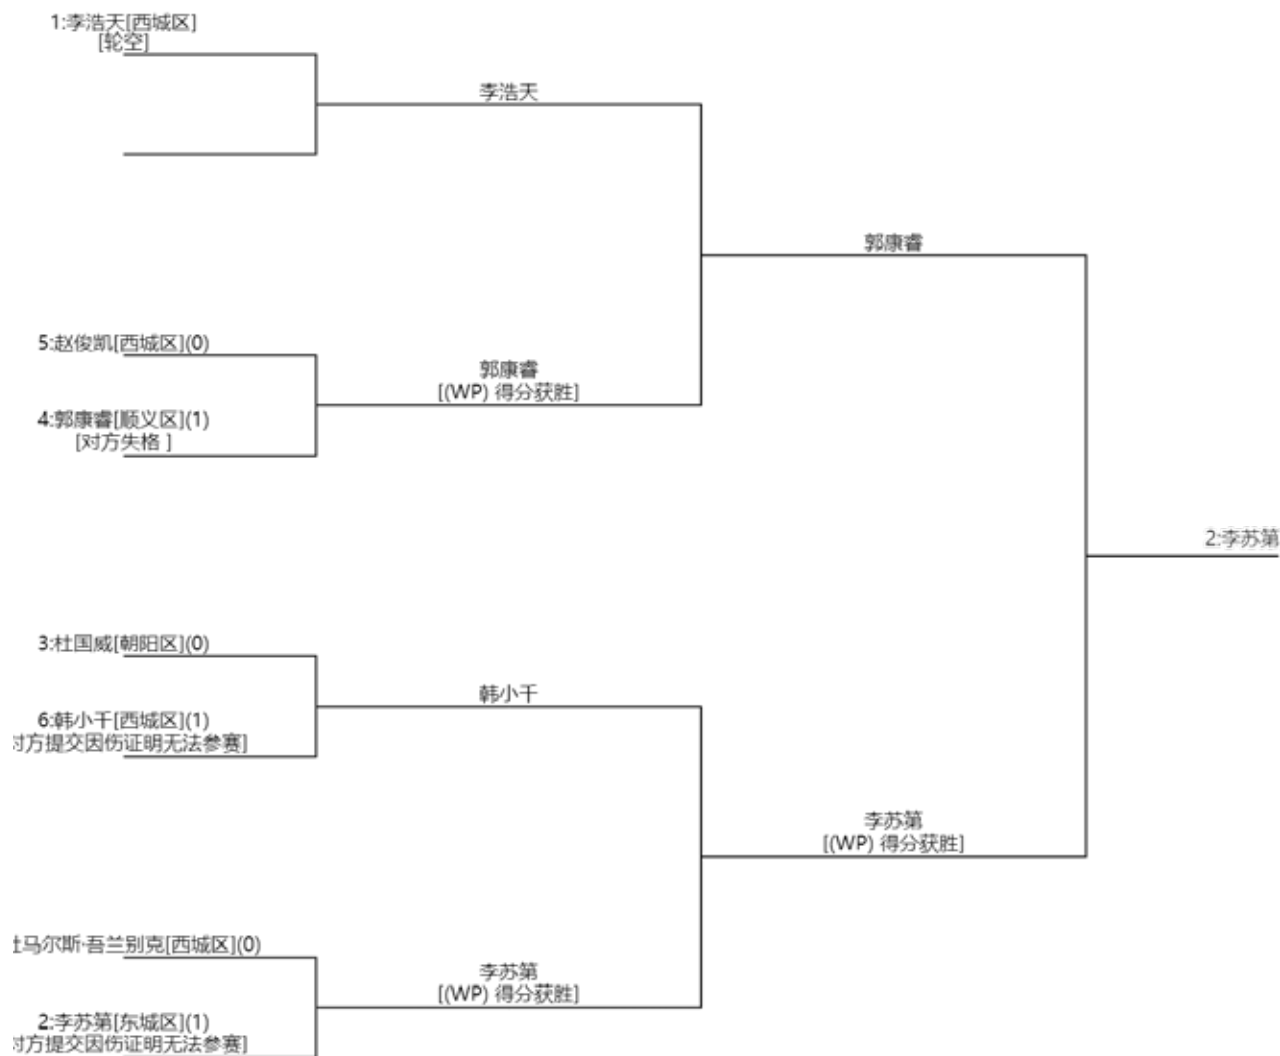 1:李浩天[西城区]
[轮空]
李浩天
郭康睿
5:赵俊凯[西城区](0)
郭康睿
[(WP) 得分获胜]
4:郭康睿[顺义区](1)
[对方失格 ]
2:李苏第
3:杜国威[朝阳区](0)
韩小千
6:韩小千[西城区](1)
对方提交因伤证明无法参赛]
李苏第
[(WP) 得分获胜]
马尔斯·吾兰别克[西城区](0)
李苏第
[(WP) 得分获胜]
2:李苏第[东城区](1)
对方提交因伤证明无法参赛]